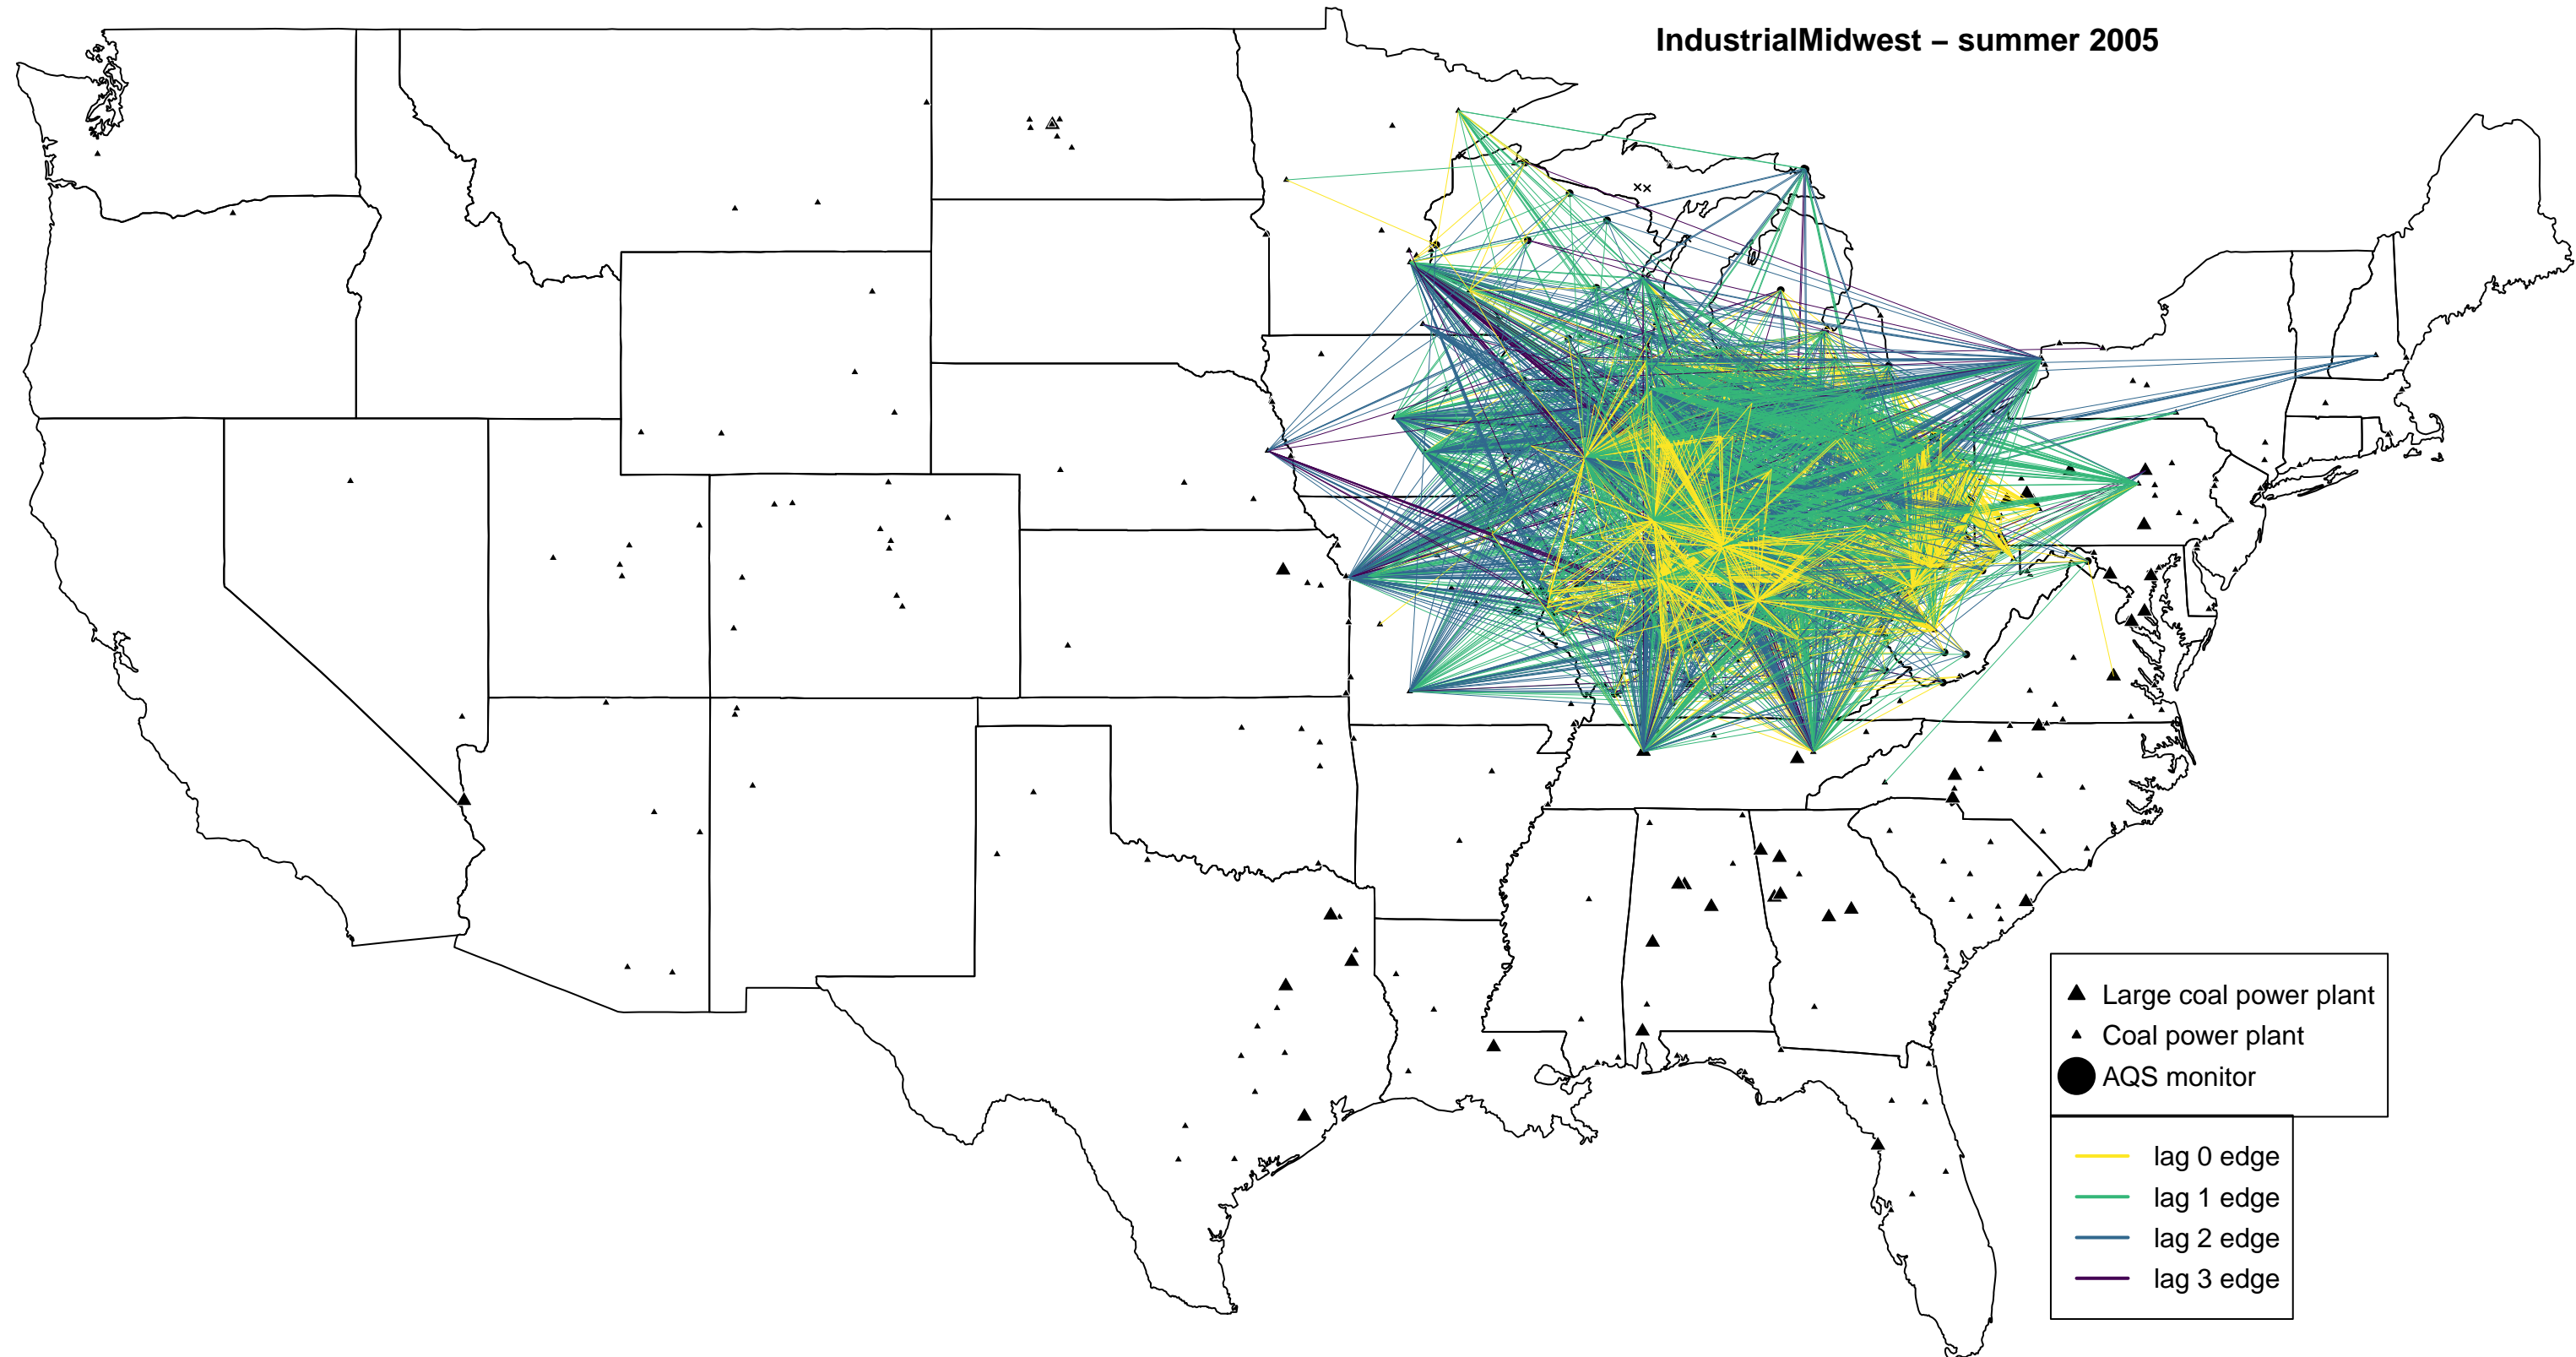 IndustrialMidwest – summer 2005
Large coal power plant
Coal power plant
AQS monitor
lag 0 edge
lag 1 edge
lag 2 edge
lag 3 edge